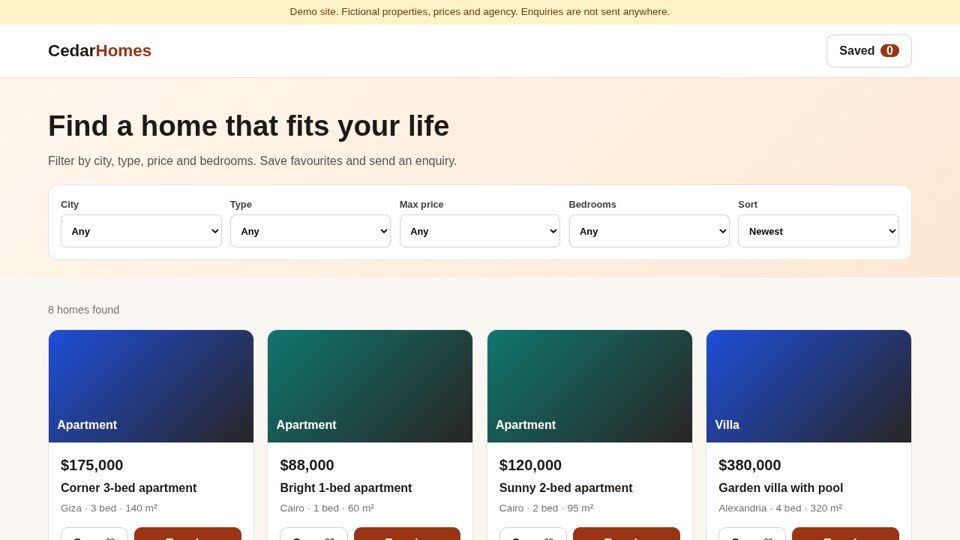 Demo site. Fictional properties, prices and agency. Enquiries are not sent anywhere.
CedarHomes
Saved 0
Find a home that fits your life
Filter by city, type, price and bedrooms. Save favourites and send an enquiry.
City Type Max price Bedrooms Sort
Any Any Any Any Newest
8 homes found
Apartment Apartment Apartment Villa
$175,000 $88,000 $120,000 $380,000
Corner 3-bed apartment Bright 1-bed apartment Sunny 2-bed apartment Garden villa with pool
Giza · 3 bed · 140 m² Cairo · 1 bed · 60 m² Cairo · 2 bed · 95 m² Alexandria · 4 bed · 320 m²